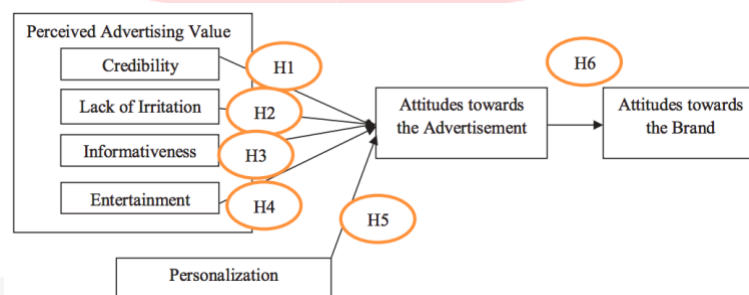 Perceived Advertising Value
Credibility
H1
Lack of Irritation
H2
Informativeness
H3
Entertainment
H4
Personalization
H5
Attitudes towards
the Advertisement
H6
Attitudes towards
the Brand